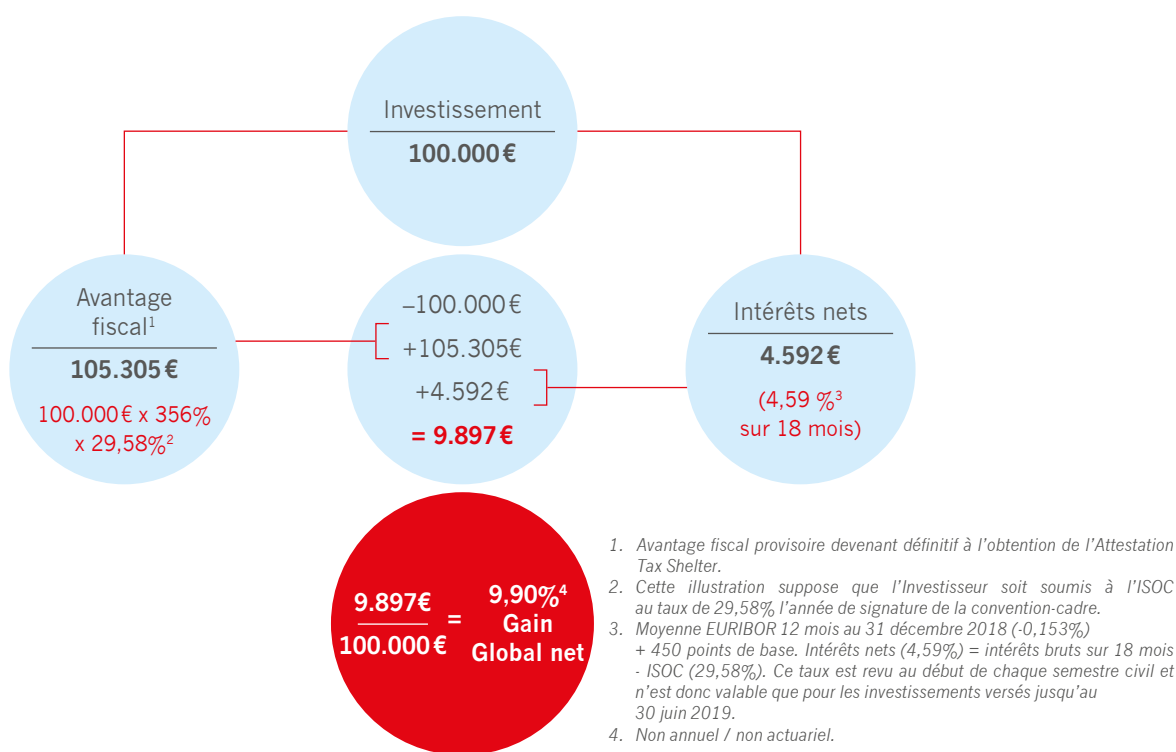 Investissement
100.000 €
Avantage
fiscal¹
105.305 €
100.000 € x 356%
x 29,58%²
–100.000 €
+105.305€
+4.592 €
= 9.897 €
Intérêts nets
4.592 €
(4,59 %³
sur 18 mois)
9.897€
100.000 €
=
9,90%⁴
Gain
Global net
1. Avantage fiscal provisoire devenant définitif à l'obtention de l'Attestation
Tax Shelter.
2. Cette illustration suppose que l'Investisseur soit soumis à l'ISOC
au taux de 29,58% l'année de signature de la convention-cadre.
3. Moyenne EURIBOR 12 mois au 31 décembre 2018 (-0,153%)
+ 450 points de base. Intérêts nets (4,59%) = intérêts bruts sur 18 mois
- ISOC (29,58%). Ce taux est revu au début de chaque semestre civil et
n'est donc valable que pour les investissements versés jusqu'au
30 juin 2019.
4. Non annuel / non actuariel.